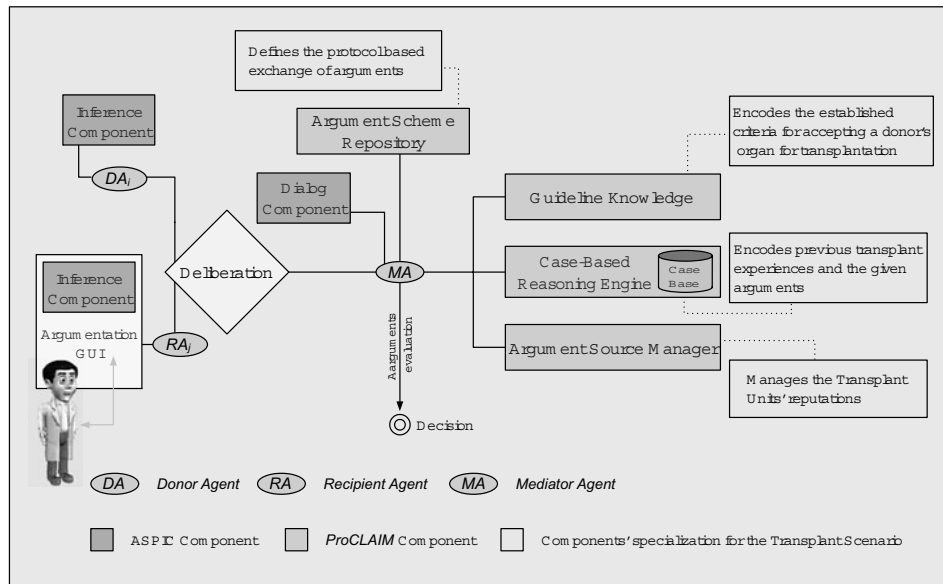 Defines the protocol based
exchange of arguments
Inference
Component
Argument Scheme
Repository
Encodes the established
criteria for accepting a donor's
organ for transplantation
DAi
Dialog
Component
Guideline Knowledge
Deliberation
MA
Case-Based
Reasoning Engine
Case
Base
Encodes previous transplant
experiences and the given
arguments
Inference
Component
Argumentation
GUI
RAj
Aarguments
evaluation
Argument Source Manager
Manages the Transplant
Units' reputations
Decision
DA Donor Agent RA Recipient Agent MA Mediator Agent
ASPIC Component ProCLAIM Component Components' specialization for the Transplant Scenario